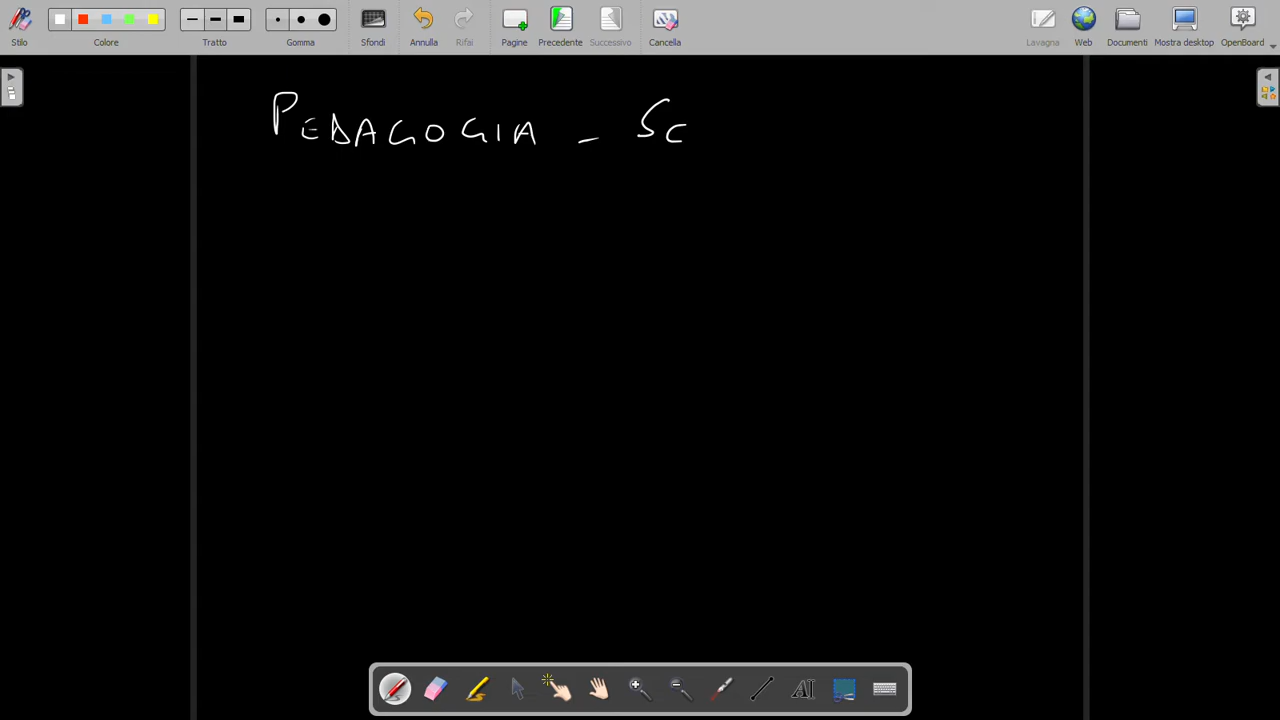 Stilo Colore Tratto Gomma Sfondi Annulla Rifai Pagine Precedente Successivo Cancella Lavagna Web Documenti Mostra desktop OpenBoard
PEDAGOGIA - SC
AI